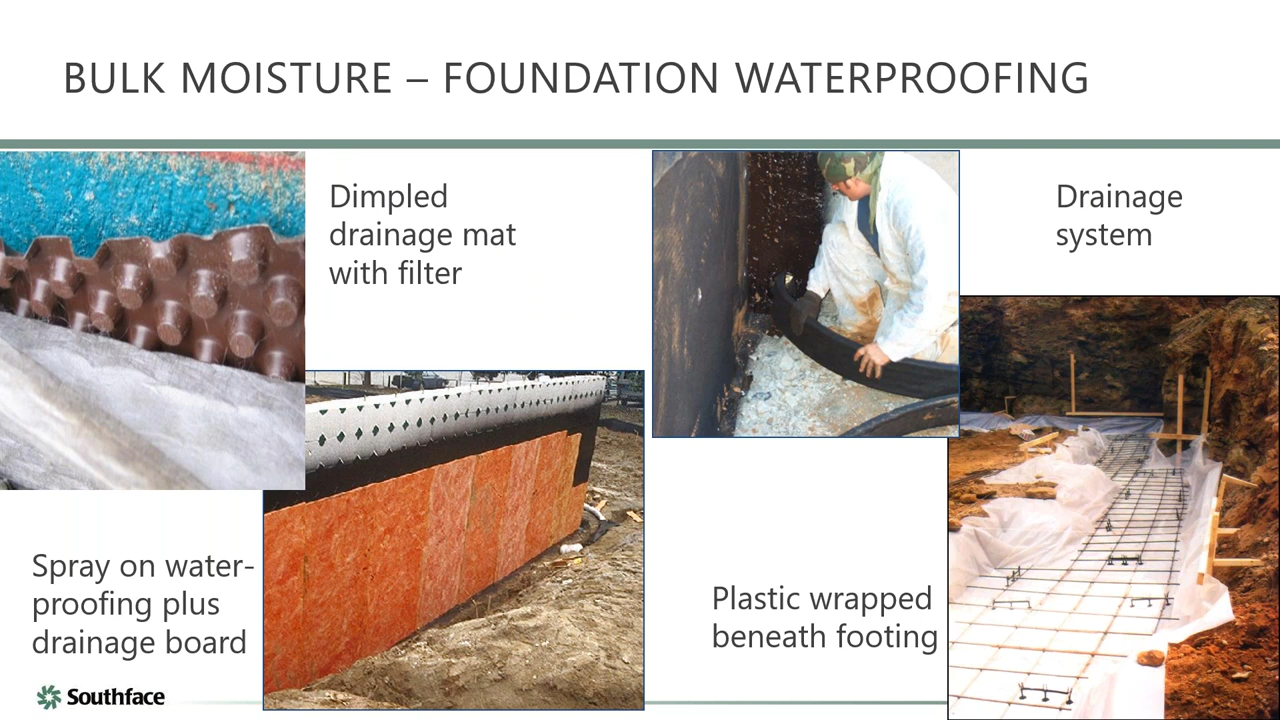 BULK MOISTURE – FOUNDATION WATERPROOFING
Dimpled
drainage mat
with filter
Drainage
system
Spray on water-
proofing plus
drainage board
Plastic wrapped
beneath footing
Southface